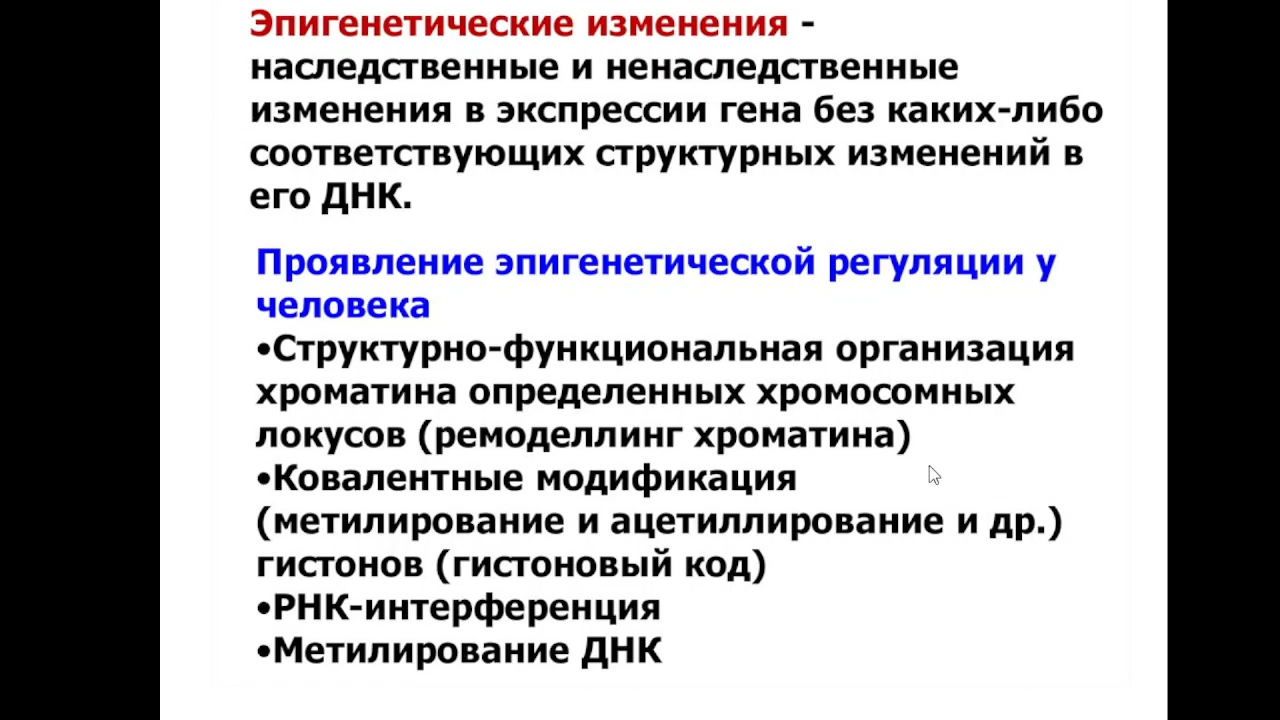 Эпигенетические изменения -
наследственные и ненаследственные
изменения в экспрессии гена без каких-либо
соответствующих структурных изменений в
его ДНК.
Проявление эпигенетической регуляции у
человека
•Структурно-функциональная организация
хроматина определенных хромосомных
локусов (ремоделлинг хроматина)
•Ковалентные модификация
(метилирование и ацетиллирование и др.)
гистонов (гистоновый код)
•РНК-интерференция
•Метилирование ДНК